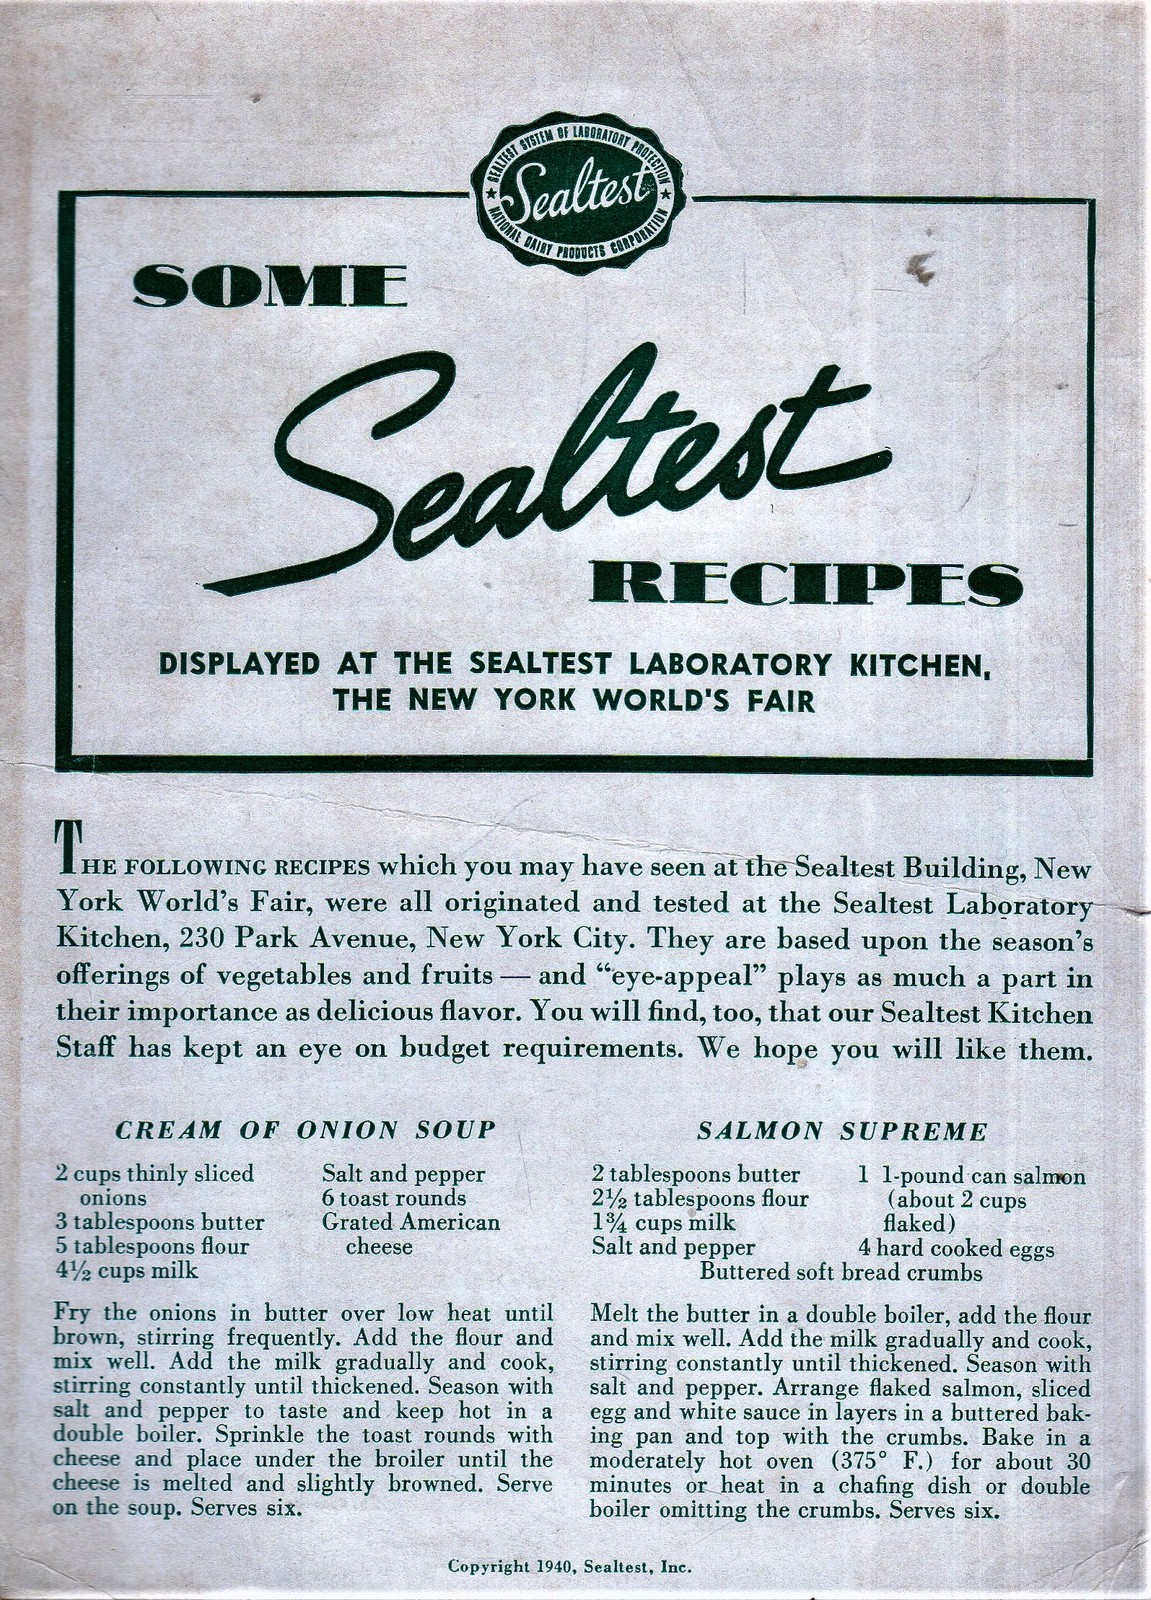 SEALTEST SYSTEM OF LABORATORY PROTECTION
Sealtest
NATIONAL DAIRY PRODUCTS CORPORATION
SOME
Sealtest
RECIPES
DISPLAYED AT THE SEALTEST LABORATORY KITCHEN,
THE NEW YORK WORLD'S FAIR
THE FOLLOWING RECIPES which you may have seen at the Sealtest Building, New
York World's Fair, were all originated and tested at the Sealtest Laboratory
Kitchen, 230 Park Avenue, New York City. They are based upon the season's
offerings of vegetables and fruits — and “eye-appeal” plays as much a part in
their importance as delicious flavor. You will find, too, that our Sealtest Kitchen
Staff has kept an eye on budget requirements. We hope you will like them.
CREAM OF ONION SOUP
2 cups thinly sliced
onions
3 tablespoons butter
5 tablespoons flour
4½ cups milk
Salt and pepper
6 toast rounds
Grated American
cheese
Fry the onions in butter over low heat until
brown, stirring frequently. Add the flour and
mix well. Add the milk gradually and cook,
stirring constantly until thickened. Season with
salt and pepper to taste and keep hot in a
double boiler. Sprinkle the toast rounds with
cheese and place under the broiler until the
cheese is melted and slightly browned. Serve
on the soup. Serves six.
SALMON SUPREME
2 tablespoons butter
2½ tablespoons flour
1¾ cups milk
Salt and pepper
1 1-pound can salmon
(about 2 cups
flaked)
4 hard cooked eggs
Buttered soft bread crumbs
Melt the butter in a double boiler, add the flour
and mix well. Add the milk gradually and cook,
stirring constantly until thickened. Season with
salt and pepper. Arrange flaked salmon, sliced
egg and white sauce in layers in a buttered bak-
ing pan and top with the crumbs. Bake in a
moderately hot oven (375° F.) for about 30
minutes or heat in a chafing dish or double
boiler omitting the crumbs. Serves six.
Copyright 1940, Sealtest, Inc.